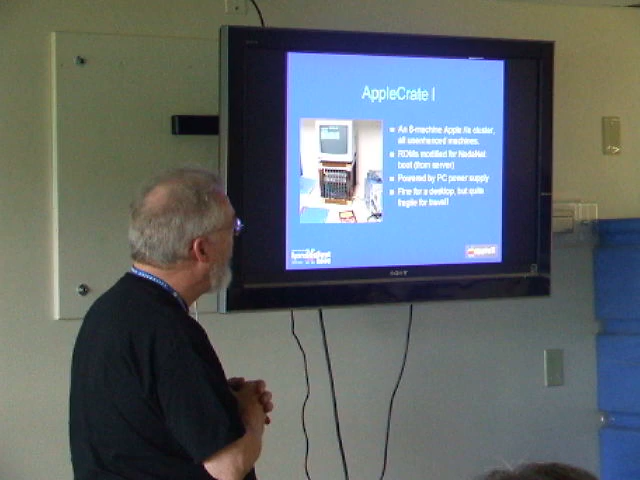 AppleCrate I
An 8-machine Apple //e cluster,
all unenhanced machines.
ROMs modified for NadaNet
boot (from server)
Powered by PC power supply
Fine for a desktop, but quite
fragile for travel!
SONY